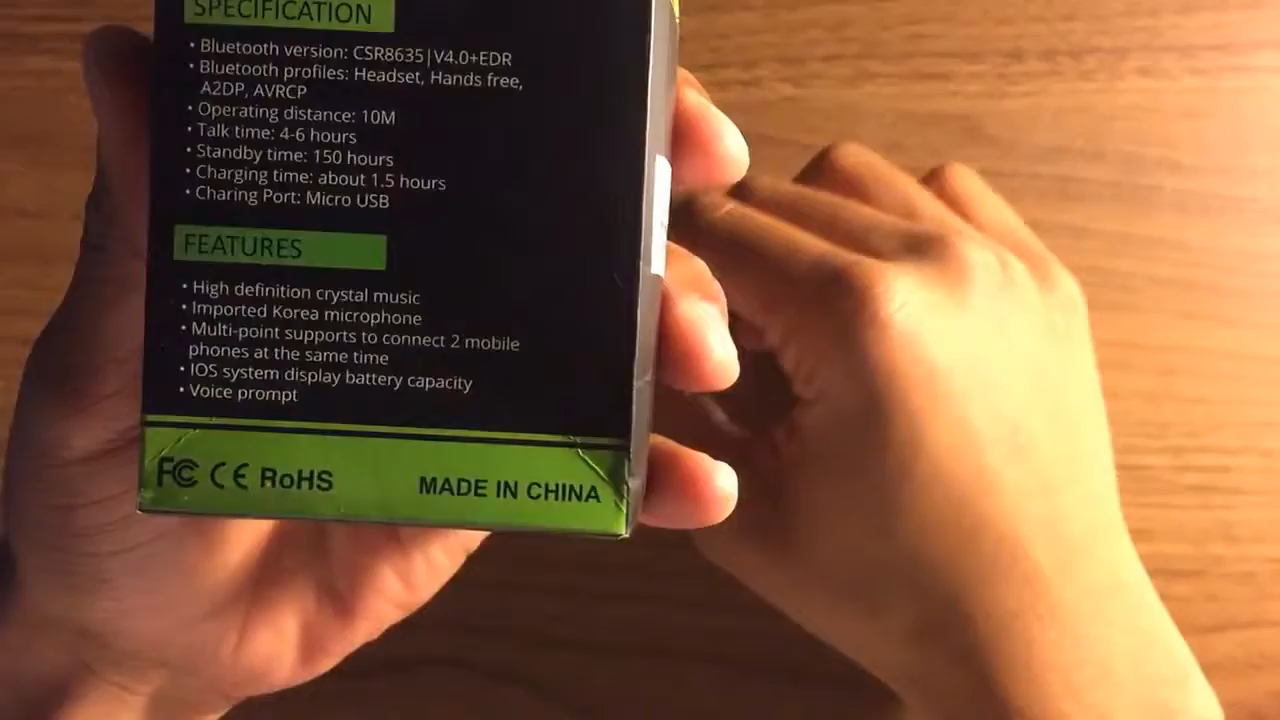 SPECIFICATION
• Bluetooth version: CSR8635|V4.0+EDR
• Bluetooth profiles: Headset, Hands free,
A2DP, AVRCP
• Operating distance: 10M
• Talk time: 4-6 hours
• Standby time: 150 hours
• Charging time: about 1.5 hours
• Charing Port: Micro USB
FEATURES
• High definition crystal music
• Imported Korea microphone
• Multi-point supports to connect 2 mobile
phones at the same time
• IOS system display battery capacity
• Voice prompt
FC CE RoHS MADE IN CHINA